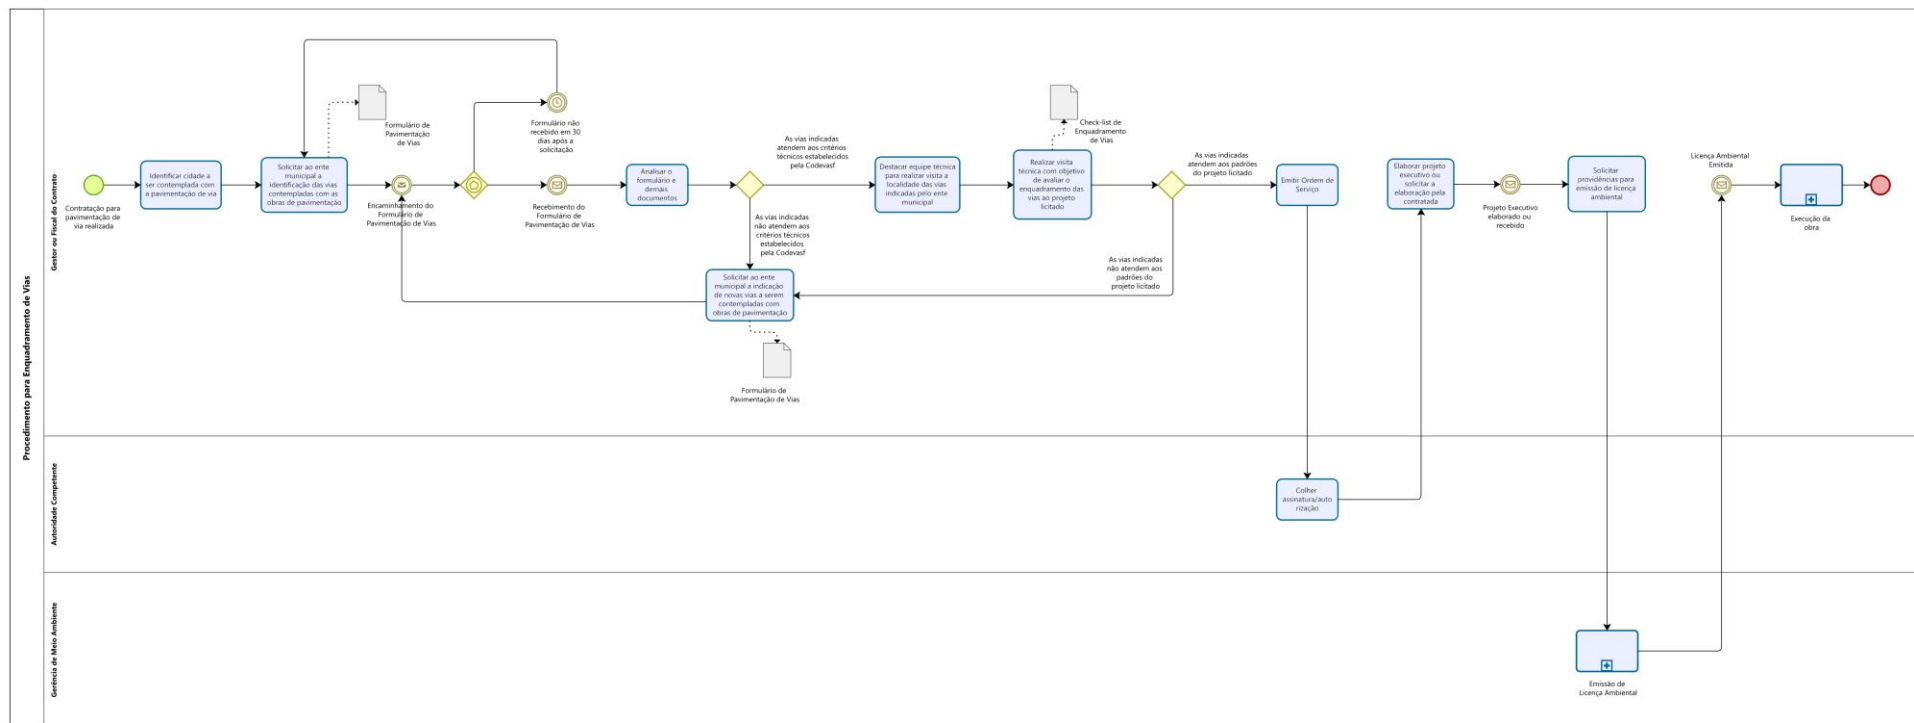 Procedimento para Enquadramento de Vias
Gestor ou Fiscal do Contrato
Contratação para
pavimentação de
via realizada
Identificar cidade a
ser contemplada com
a pavimentação de via
Solicitar ao ente
municipal a
identificação das vias
contempladas com as
obras de pavimentação
Formulário de
Pavimentação
de Vias
Encaminhamento do
Formulário de
Pavimentação de Vias
Formulário não
recebido em 30
dias após a
solicitação
Recebimento do
Formulário de
Pavimentação de Vias
Analisar o
formulário e
demais
documentos
As vias indicadas
atendem aos critérios
técnicos estabelecidos
pela Codevasf
As vias indicadas
não atendem aos
critérios técnicos
estabelecidos
pela Codevasf
Solicitar ao ente
municipal a indicação
de novas vias a serem
contempladas com
obras de pavimentação
Formulário de
Pavimentação de Vias
Destacar equipe técnica
para realizar visita a
localidade das vias
indicadas pelo ente
municipal
Realizar visita
técnica com objetivo
de avaliar o
enquadramento das
vias ao projeto
licitado
Check-list de
Enquadramento
de Vias
As vias indicadas
atendem aos padrões
do projeto licitado
As vias indicadas
não atendem aos
padrões do
projeto licitado
Emitir Ordem de
Serviço
Elaborar projeto
executivo ou
solicitar a
elaboração pela
contratada
Projeto Executivo
elaborado ou
recebido
Solicitar
providências para
emissão de licença
ambiental
Licença Ambiental
Emitida
Execução da
obra
Autoridade Competente
Colher
assinatura/auto
rização
Gerência de Meio Ambiente
Emissão de
Licença Ambiental